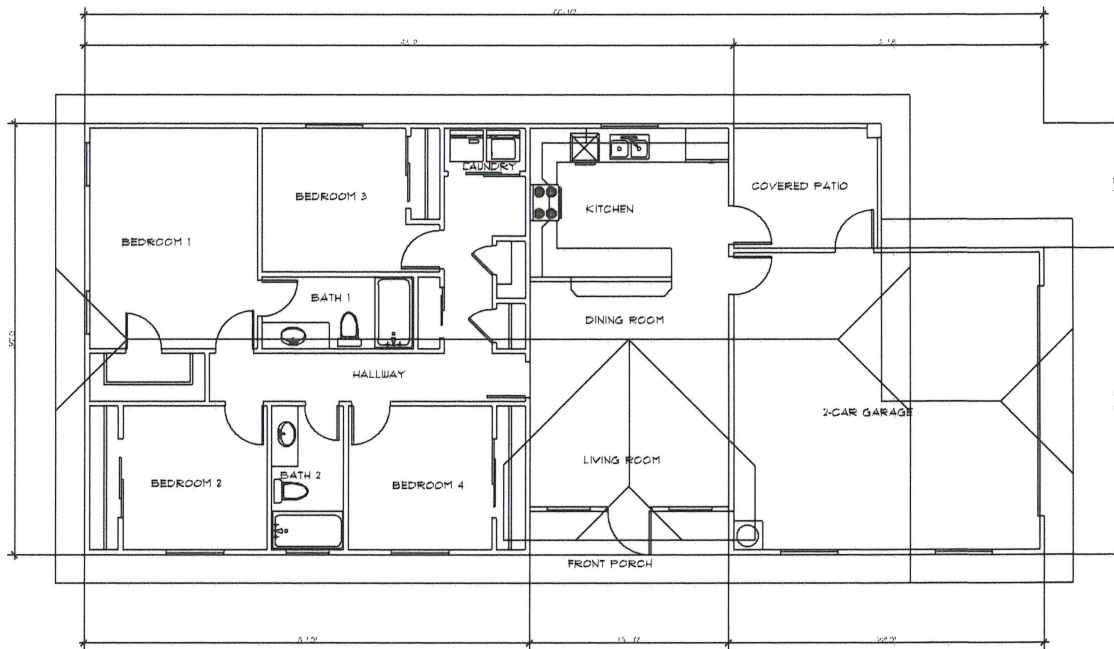 BEDROOM 1
BEDROOM 3
LAUNDRY
KITCHEN
COVERED PATIO
BATH 1
DINING ROOM
HALLWAY
2-CAR GARAGE
BEDROOM 2
BATH 2
BEDROOM 4
LIVING ROOM
FRONT PORCH